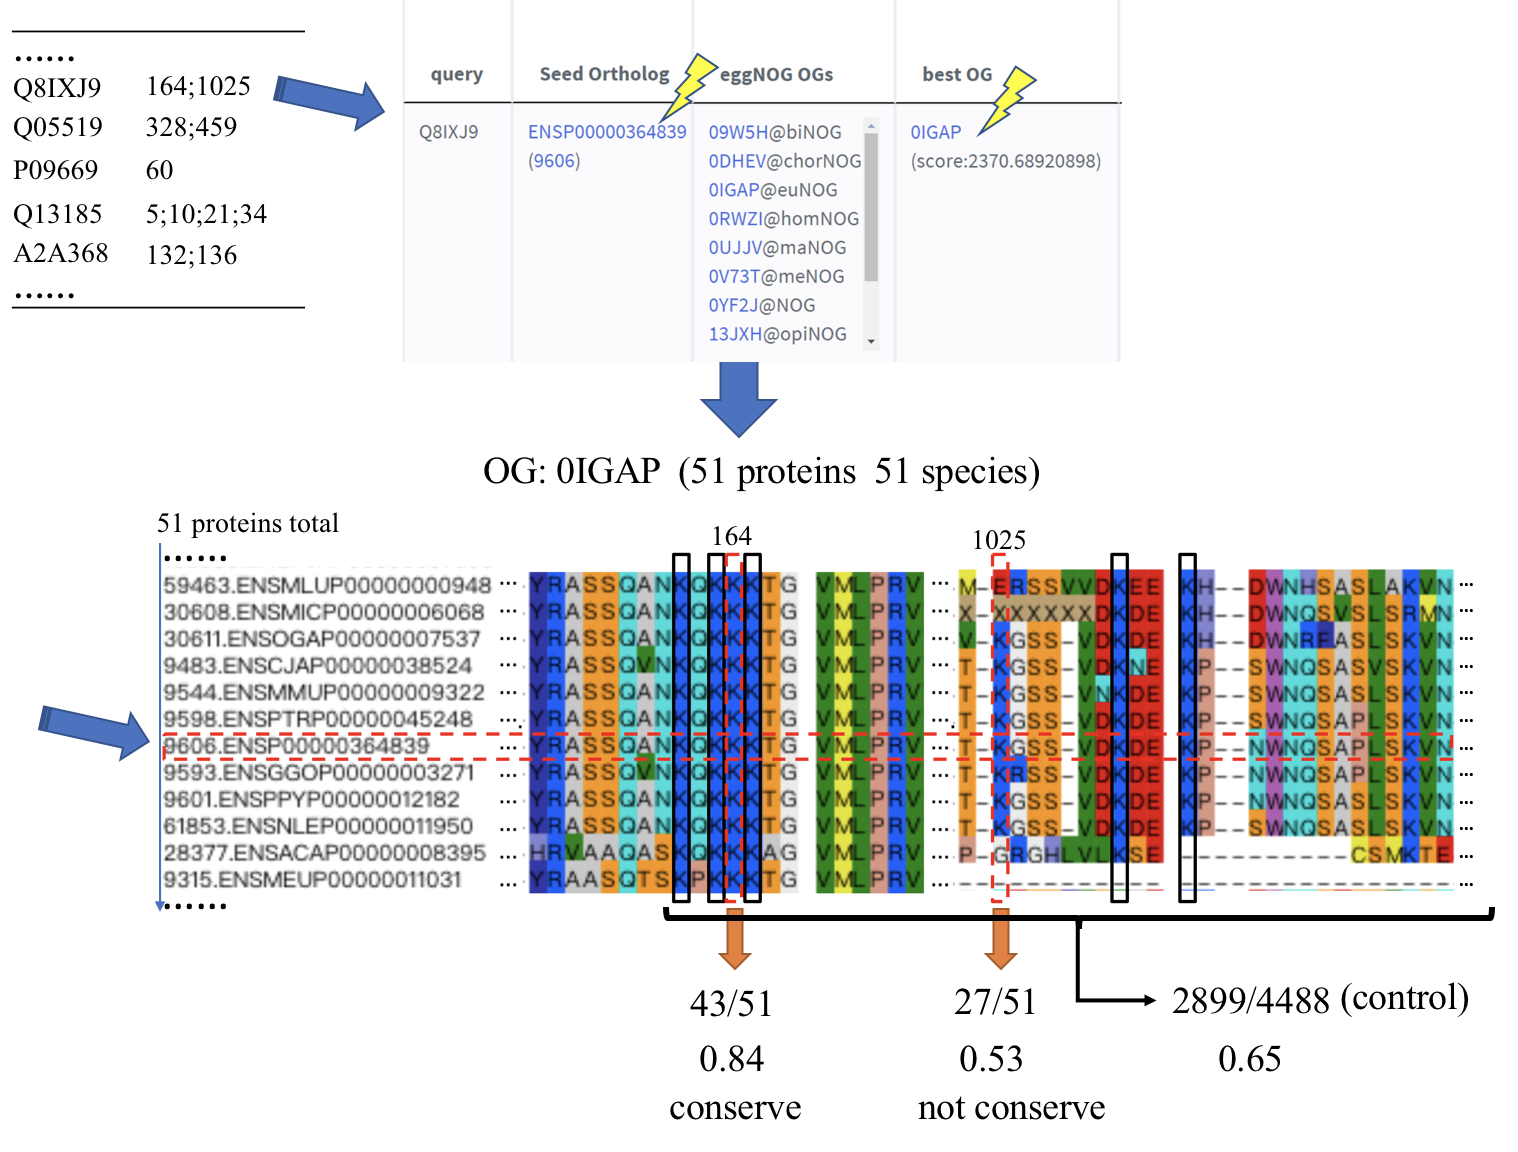 ......
Q8IXJ9 164;1025
Q05519 328;459
P09669 60
Q13185 5;10;21;34
A2A368 132;136
......
query Seed Ortholog eggNOG OGs best OG
Q8IXJ9 ENSP00000364839 09W5H@biNOG 0IGAP
(9606) 0DHEV@chorNOG (score:2370.68920898)
0IGAP@euNOG
0RWZI@homNOG
0UJJV@maNOG
0V73T@meNOG
0YF2J@NOG
13JXH@opiNOG
OG: 0IGAP (51 proteins 51 species)
51 proteins total
164 1025
......
59463.ENSMLUP00000000948 ... YRASSQANKQKKKTG VMLPRV ... M-ERSSVVDKEE KH--DWNHSASLAKVN ...
30608.ENSMICP00000006068 ... YRASSQANKQKKKTG VMLPRV ... X-XXXXXXDKDE KH--DWNQSVSLSRMN ...
30611.ENSOGAP00000007537 ... YRASSQANKQKKKTG VMLPRV ... V-KGSS-VDKDE KH--DWNREASLSKVN ...
9483.ENSCJAP00000038524 ... YRASSQVNKQKKKTG VMLPRV ... T-KGSS-VDKNE KP--SWNQSASVSKVN ...
9544.ENSMMUP00000009322 ... YRASSQANKQKKKTG VMLPRV ... T-KGSS-VNKDE KP--SWNQSASLSKVN ...
9598.ENSPTRP00000045248 ... YRASSQANKQKKKTG VMLPRV ... T-KGSS-VDKDE KP--SWNQSAPLSKVN ...
9606.ENSP00000364839 ... YRASSQANKQKKKTG VMLPRV ... T-KGSS-VDKDE KP--NWNQSAPLSKVN ...
9593.ENSGGOP00000003271 ... YRASSQVNKQKKKTG VMLPRV ... T-KRSS-VDKDE KP--NWNQSAPLSKVN ...
9601.ENSPPYP00000012182 ... YRASSQANKQKKKTG VMLPRV ... T-KGSS-VDKDE KP--NWNQSASLSKVN ...
61853.ENSNLEP00000011950 ... YRASSQANKQKKKTG VMLPRV ... T-KGSS-VDKDE KP--SWNQSASLSKVN ...
28377.ENSACAP00000008395 ... HRVAAQASKQKKKAG VMLPRV ... P-GRGHLVLKSE ----------CSMKTE ...
9315.ENSMEUP00000011031 ... YRAASQTSKPKKKTG VMLPRV ... ------------ ---------------- ...
......
43/51 27/51 2899/4488 (control)
0.84 0.53 0.65
conserve not conserve